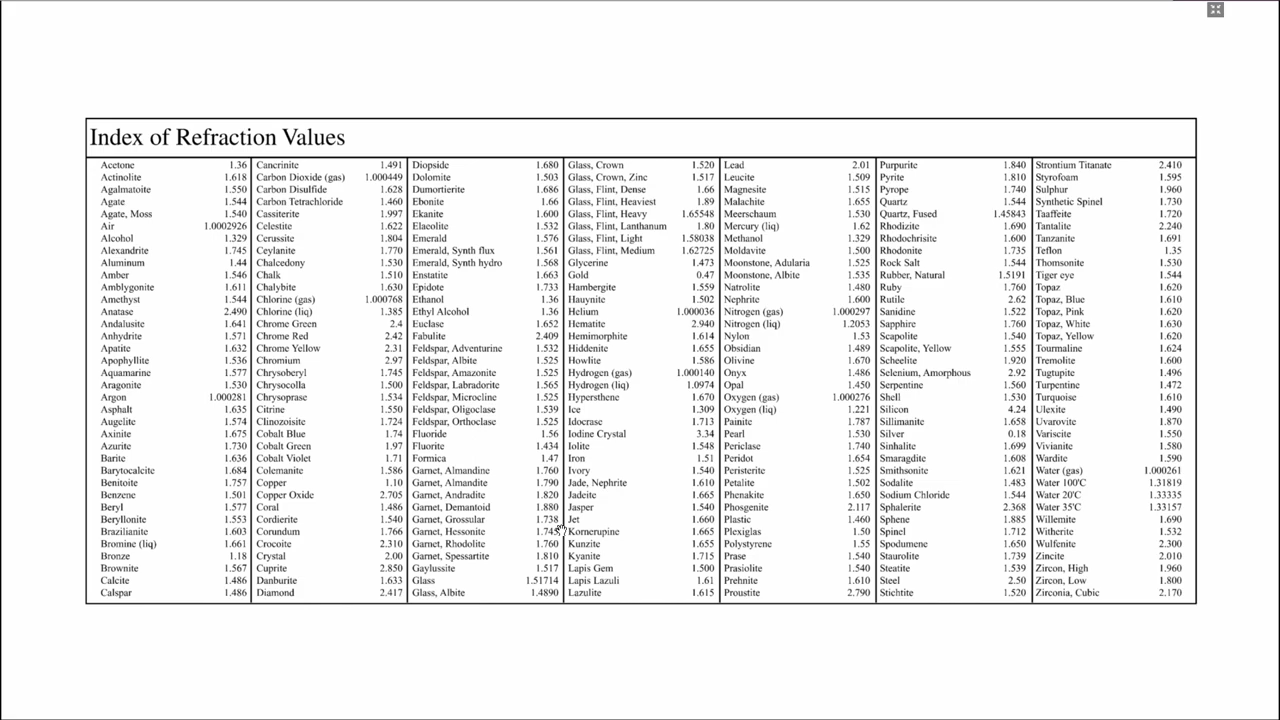 Index of Refraction Values
Acetone 1.36
Actinolite 1.618
Agalmatoite 1.550
Agate 1.544
Agate, Moss 1.540
Air 1.0002926
Alcohol 1.329
Alexandrite 1.745
Aluminum 1.44
Amber 1.546
Amblygonite 1.611
Amethyst 1.544
Anatase 2.490
Andalusite 1.641
Anhydrite 1.571
Apatite 1.632
Apophyllite 1.536
Aquamarine 1.577
Aragonite 1.530
Argon 1.000281
Asphalt 1.635
Augelite 1.574
Axinite 1.675
Azurite 1.730
Barite 1.636
Barytocalcite 1.684
Benitoite 1.757
Benzene 1.501
Beryl 1.577
Beryllonite 1.553
Brazilianite 1.603
Bromine (liq) 1.661
Bronze 1.18
Brownite 1.567
Calcite 1.486
Calspar 1.486
Cancrinite 1.491
Carbon Dioxide (gas) 1.000449
Carbon Disulfide 1.628
Carbon Tetrachloride 1.460
Cassiterite 1.997
Celestite 1.622
Cerussite 1.804
Ceylanite 1.770
Chalcedony 1.530
Chalk 1.510
Chalybite 1.630
Chlorine (gas) 1.000768
Chlorine (liq) 1.385
Chrome Green 2.4
Chrome Red 2.42
Chrome Yellow 2.31
Chromium 2.97
Chrysoberyl 1.745
Chrysocolla 1.500
Chrysoprase 1.534
Citrine 1.550
Clinozoisite 1.724
Cobalt Blue 1.74
Cobalt Green 1.97
Cobalt Violet 1.71
Colemanite 1.586
Copper 1.10
Copper Oxide 2.705
Coral 1.486
Cordierite 1.540
Corundum 1.766
Crocoite 2.310
Crystal 2.00
Cuprite 2.850
Danburite 1.633
Diamond 2.417
Diopside 1.680
Dolomite 1.503
Dumortierite 1.686
Ebonite 1.66
Ekanite 1.600
Elaeolite 1.532
Emerald 1.576
Emerald, Synth flux 1.561
Emerald, Synth hydro 1.568
Enstatite 1.663
Epidote 1.733
Ethanol 1.36
Ethyl Alcohol 1.36
Euclase 1.652
Fabulite 2.409
Feldspar, Adventurine 1.532
Feldspar, Albite 1.525
Feldspar, Amazonite 1.525
Feldspar, Labradorite 1.565
Feldspar, Microcline 1.525
Feldspar, Oligoclase 1.539
Feldspar, Orthoclase 1.525
Fluoride 1.56
Fluorite 1.434
Formica 1.47
Garnet, Almandine 1.760
Garnet, Almandite 1.790
Garnet, Andradite 1.820
Garnet, Demantoid 1.880
Garnet, Grossular 1.738
Garnet, Hessonite 1.745
Garnet, Rhodolite 1.760
Garnet, Spessartite 1.810
Gaylussite 1.517
Glass 1.51714
Glass, Albite 1.4890
Glass, Crown 1.520
Glass, Crown, Zinc 1.517
Glass, Flint, Dense 1.66
Glass, Flint, Heaviest 1.89
Glass, Flint, Heavy 1.65548
Glass, Flint, Lanthanum 1.80
Glass, Flint, Light 1.58038
Glass, Flint, Medium 1.62725
Glycerine 1.473
Gold 0.47
Hambergite 1.559
Hauynite 1.502
Helium 1.000036
Hematite 2.940
Hemimorphite 1.614
Hiddenite 1.655
Howlite 1.586
Hydrogen (gas) 1.000140
Hydrogen (liq) 1.0974
Hypersthene 1.670
Ice 1.309
Idocrase 1.713
Iodine Crystal 3.34
Iolite 1.548
Iron 1.51
Ivory 1.540
Jade, Nephrite 1.610
Jadeite 1.665
Jasper 1.540
Jet 1.660
Kornerupine 1.665
Kunzite 1.655
Kyanite 1.715
Lapis Gem 1.500
Lapis Lazuli 1.61
Lazulite 1.615
Lead 2.01
Leucite 1.509
Magnesite 1.515
Malachite 1.655
Meerschaum 1.530
Mercury (liq) 1.62
Methanol 1.329
Moldavite 1.500
Moonstone, Adularia 1.525
Moonstone, Albite 1.535
Natrolite 1.480
Nephrite 1.600
Nitrogen (gas) 1.000297
Nitrogen (liq) 1.2053
Nylon 1.53
Obsidian 1.489
Olivine 1.670
Onyx 1.486
Opal 1.450
Oxygen (gas) 1.000276
Oxygen (liq) 1.221
Painite 1.787
Pearl 1.530
Periclase 1.740
Peridot 1.654
Peristerite 1.525
Petalite 1.502
Phenakite 1.650
Phosgenite 2.117
Plastic 1.460
Plexiglas 1.50
Polystyrene 1.55
Prase 1.540
Prasiolite 1.540
Prehnite 1.610
Proustite 2.790
Purpurite 1.840
Pyrite 1.810
Pyrope 1.740
Quartz 1.544
Quartz, Fused 1.45843
Rhodizite 1.690
Rhodochrisite 1.600
Rhodonite 1.735
Rock Salt 1.544
Rubber, Natural 1.5191
Ruby 1.760
Rutile 2.62
Sanidine 1.522
Sapphire 1.760
Scapolite 1.540
Scapolite, Yellow 1.555
Scheelite 1.920
Selenium, Amorphous 2.92
Serpentine 1.560
Shell 1.530
Silicon 4.24
Sillimanite 1.658
Silver 0.18
Sinhalite 1.699
Smaragdite 1.608
Smithsonite 1.621
Sodalite 1.483
Sodium Chloride 1.544
Sphalerite 2.368
Sphene 1.885
Spinel 1.712
Spodumene 1.650
Staurolite 1.739
Steatite 1.539
Steel 2.50
Stichtite 1.520
Strontium Titanate 2.410
Styrofoam 1.595
Sulphur 1.960
Synthetic Spinel 1.730
Taaffeite 1.720
Tantalite 2.240
Tanzanite 1.691
Teflon 1.35
Thomsonite 1.530
Tiger eye 1.544
Topaz 1.620
Topaz, Blue 1.610
Topaz, Pink 1.620
Topaz, White 1.630
Topaz, Yellow 1.620
Tourmaline 1.624
Tremolite 1.600
Tugtupite 1.496
Turpentine 1.472
Turquoise 1.610
Ulexite 1.490
Uvarovite 1.870
Variscite 1.550
Vivianite 1.580
Wardite 1.590
Water (gas) 1.000261
Water 100'C 1.31819
Water 20'C 1.33335
Water 35'C 1.33157
Willemite 1.690
Witherite 1.532
Wulfenite 2.300
Zincite 2.010
Zircon, High 1.960
Zircon, Low 1.800
Zirconia, Cubic 2.170